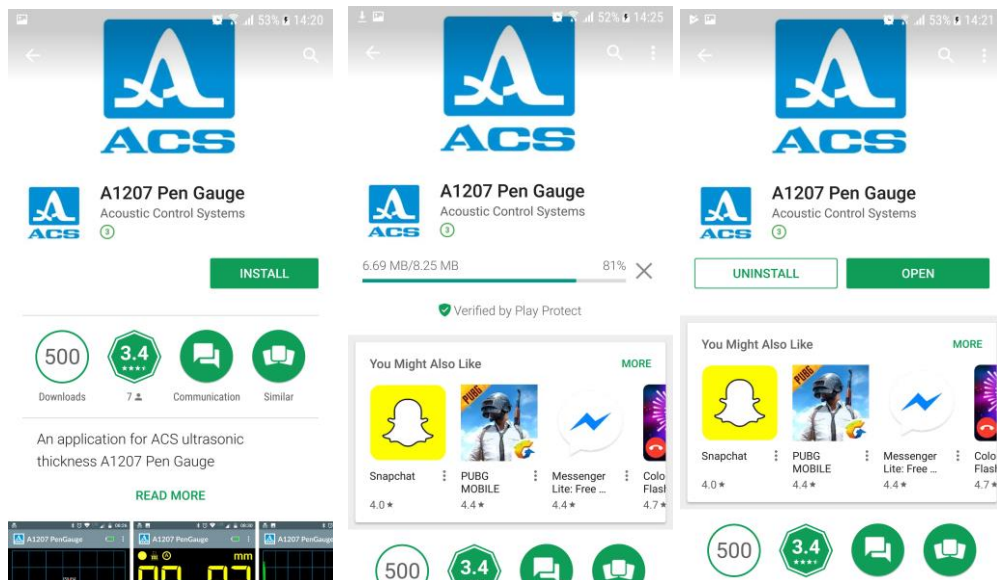 53% 14:20
ACS
A1207 Pen Gauge
Acoustic Control Systems
ACS
3
INSTALL
500
3.4
Downloads
7
Communication
Similar
An application for ACS ultrasonic
thickness A1207 Pen Gauge
READ MORE
A1207 PenGauge
A1207 PenGauge
mm
A1207 PenGauge
52% 14:25
ACS
A1207 Pen Gauge
Acoustic Control Systems
ACS
3
6.69 MB/8.25 MB
81%
Verified by Play Protect
You Might Also Like
MORE
PUBG
Snapchat
PUBG
MOBILE
Messenger
Lite: Free ...
Colo
Flash
4.0★
4.4★
4.4★
4.7★
500
3.4
53% 14:21
ACS
A1207 Pen Gauge
Acoustic Control Systems
ACS
3
UNINSTALL
OPEN
You Might Also Like
MORE
PUBG
Snapchat
PUBG
MOBILE
Messenger
Lite: Free ...
Colo
Flash
4.0★
4.4★
4.4★
4.7★
500
3.4